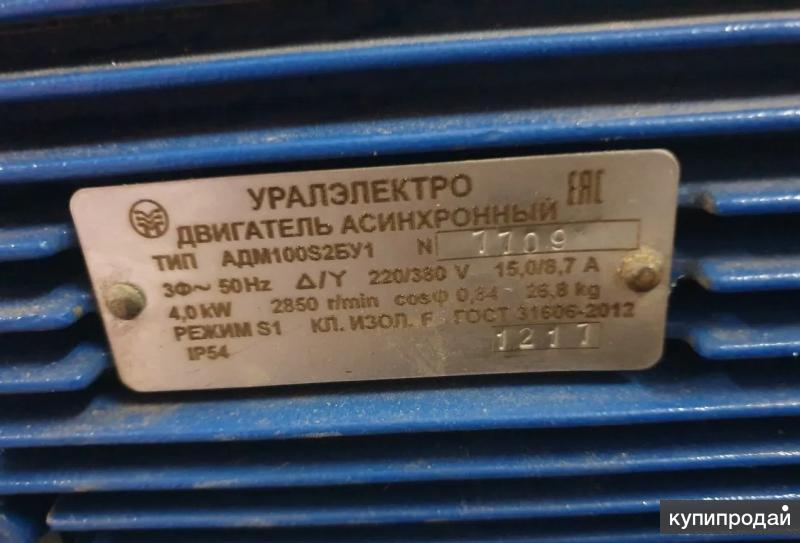 УРАЛЭЛЕКТРО EAC
ДВИГАТЕЛЬ АСИНХРОННЫЙ
ТИП АДМ100S2БУ1 N 7709
3Ф~ 50Hz Δ/Y 220/380 V 15,0/8,7 A
4,0 kW 2850 r/min cosφ 0,84 26,8 kg
РЕЖИМ S1 КЛ. ИЗОЛ. F ГОСТ 31606-2012
IP54 1217
купипродай